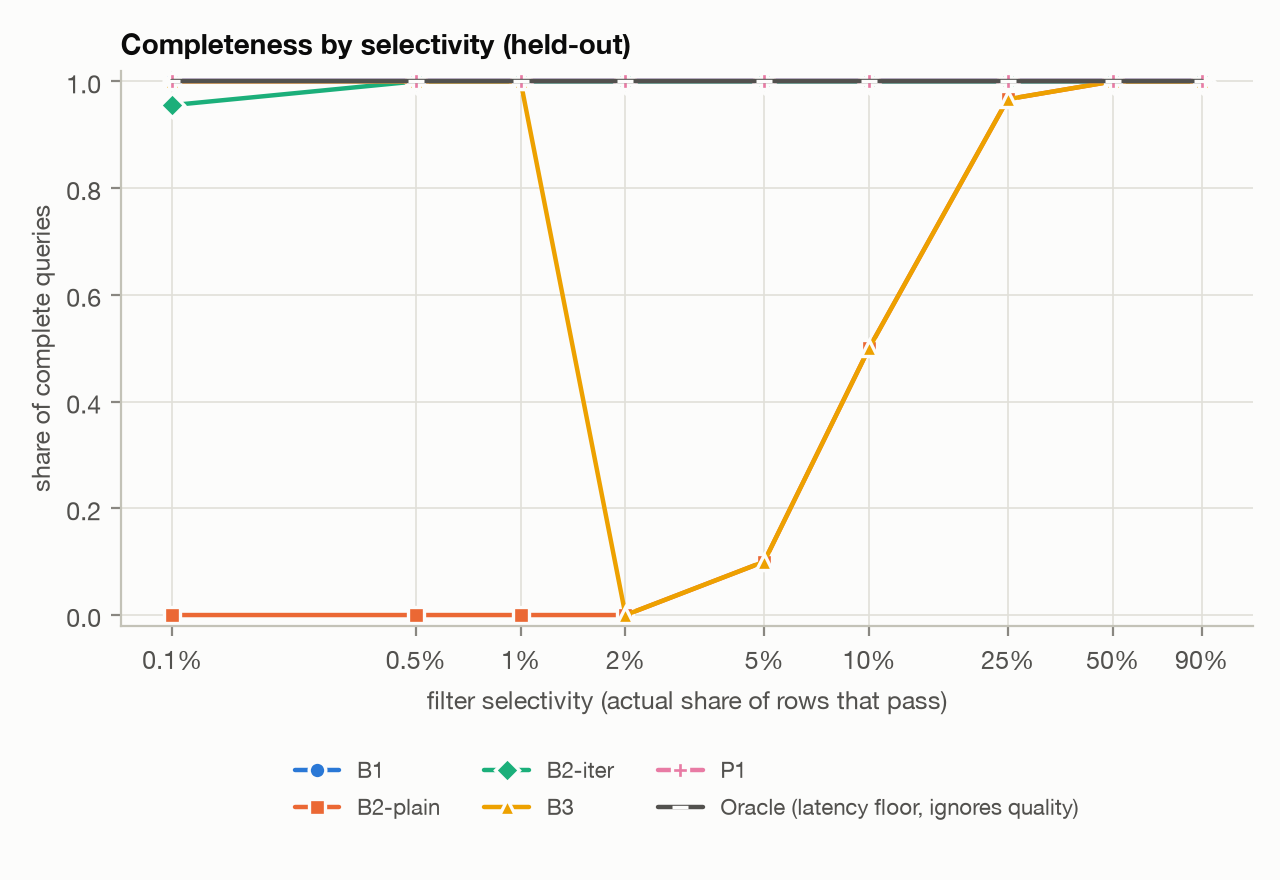 Completeness by selectivity (held-out)
1.0
0.8
0.6
0.4
0.2
0.0
share of complete queries
0.1% 0.5% 1% 2% 5% 10% 25% 50% 90%
filter selectivity (actual share of rows that pass)
B1 B2-iter P1
B2-plain B3 Oracle (latency floor, ignores quality)